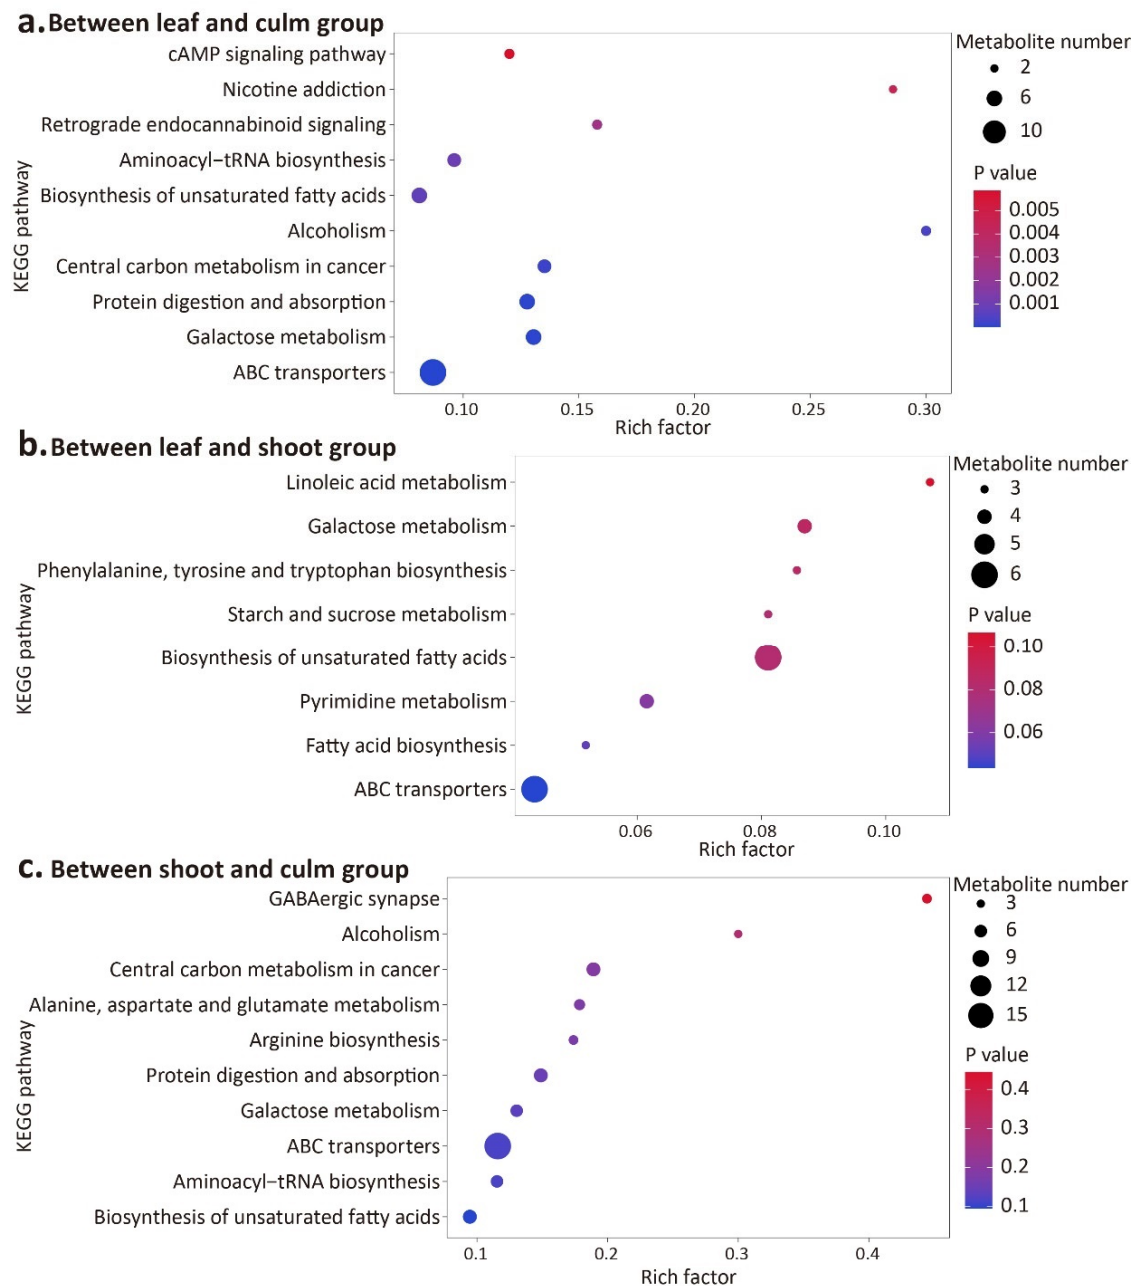 a. Between leaf and culm group
cAMP signaling pathway
Nicotine addiction
Retrograde endocannabinoid signaling
Aminoacyl−tRNA biosynthesis
Biosynthesis of unsaturated fatty acids
Alcoholism
Central carbon metabolism in cancer
Protein digestion and absorption
Galactose metabolism
ABC transporters
KEGG pathway
0.10 0.15 0.20 0.25 0.30
Rich factor
Metabolite number
2
6
10
P value
0.005
0.004
0.003
0.002
0.001
b. Between leaf and shoot group
Linoleic acid metabolism
Galactose metabolism
Phenylalanine, tyrosine and tryptophan biosynthesis
Starch and sucrose metabolism
Biosynthesis of unsaturated fatty acids
Pyrimidine metabolism
Fatty acid biosynthesis
ABC transporters
KEGG pathway
0.06 0.08 0.10
Rich factor
Metabolite number
3
4
5
6
P value
0.10
0.08
0.06
c. Between shoot and culm group
GABAergic synapse
Alcoholism
Central carbon metabolism in cancer
Alanine, aspartate and glutamate metabolism
Arginine biosynthesis
Protein digestion and absorption
Galactose metabolism
ABC transporters
Aminoacyl−tRNA biosynthesis
Biosynthesis of unsaturated fatty acids
KEGG pathway
0.1 0.2 0.3 0.4
Rich factor
Metabolite number
3
6
9
12
15
P value
0.4
0.3
0.2
0.1